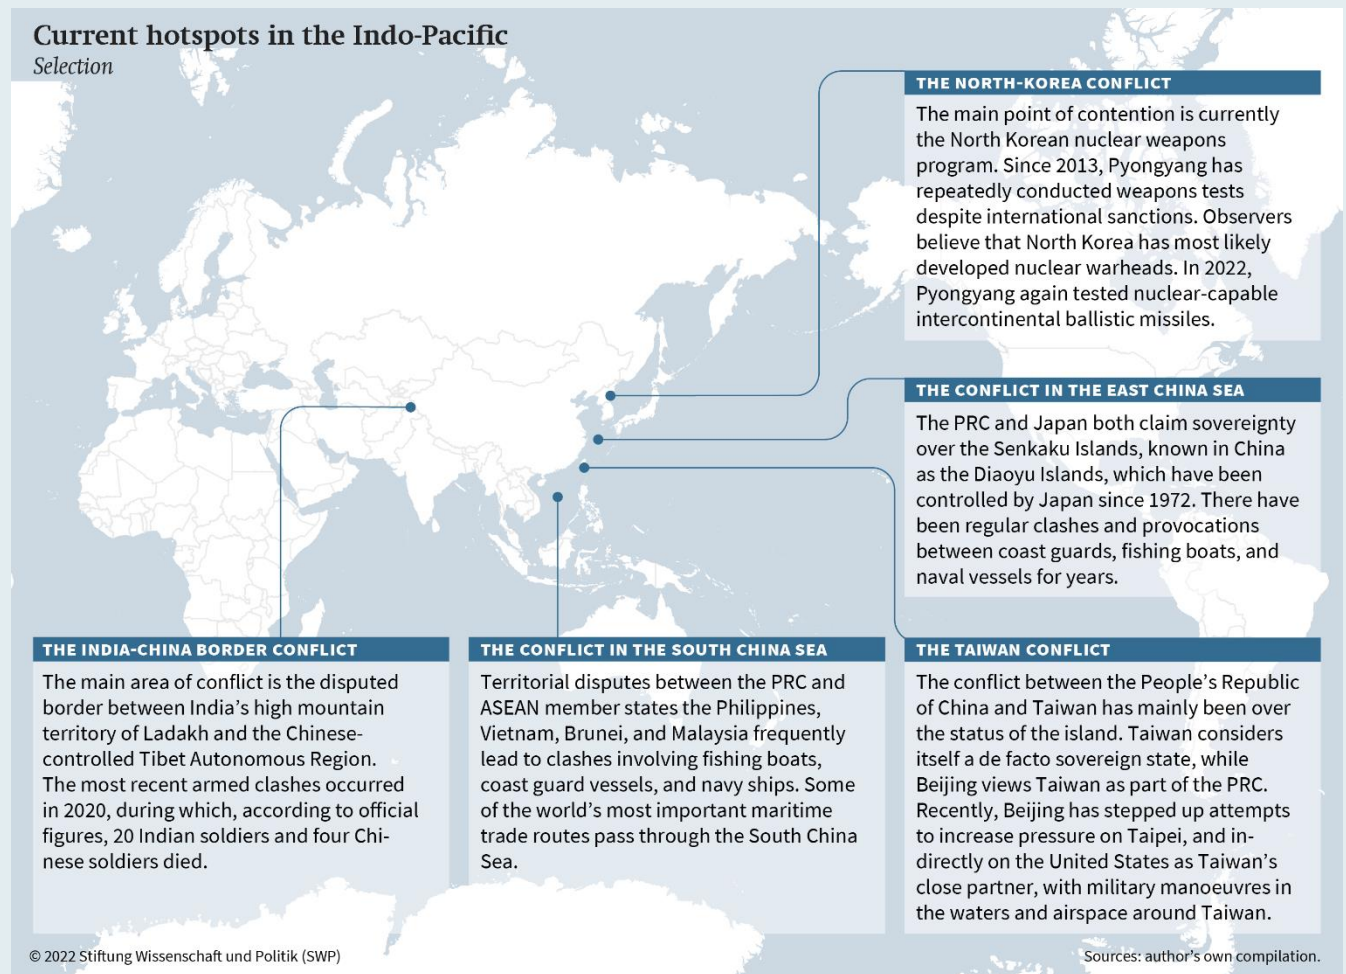 Current hotspots in the Indo-Pacific
Selection
THE NORTH-KOREA CONFLICT
The main point of contention is currently
the North Korean nuclear weapons
program. Since 2013, Pyongyang has
repeatedly conducted weapons tests
despite international sanctions. Observers
believe that North Korea has most likely
developed nuclear warheads. In 2022,
Pyongyang again tested nuclear-capable
intercontinental ballistic missiles.
THE CONFLICT IN THE EAST CHINA SEA
The PRC and Japan both claim sovereignty
over the Senkaku Islands, known in China
as the Diaoyu Islands, which have been
controlled by Japan since 1972. There have
been regular clashes and provocations
between coast guards, fishing boats, and
naval vessels for years.
THE INDIA-CHINA BORDER CONFLICT
The main area of conflict is the disputed
border between India's high mountain
territory of Ladakh and the Chinese-
controlled Tibet Autonomous Region.
The most recent armed clashes occurred
in 2020, during which, according to official
figures, 20 Indian soldiers and four Chi-
nese soldiers died.
THE CONFLICT IN THE SOUTH CHINA SEA
Territorial disputes between the PRC and
ASEAN member states the Philippines,
Vietnam, Brunei, and Malaysia frequently
lead to clashes involving fishing boats,
coast guard vessels, and navy ships. Some
of the world's most important maritime
trade routes pass through the South China
Sea.
THE TAIWAN CONFLICT
The conflict between the People's Republic
of China and Taiwan has mainly been over
the status of the island. Taiwan considers
itself a de facto sovereign state, while
Beijing views Taiwan as part of the PRC.
Recently, Beijing has stepped up attempts
to increase pressure on Taipei, and in-
directly on the United States as Taiwan's
close partner, with military manoeuvres in
the waters and airspace around Taiwan.
© 2022 Stiftung Wissenschaft und Politik (SWP)
Sources: author's own compilation.